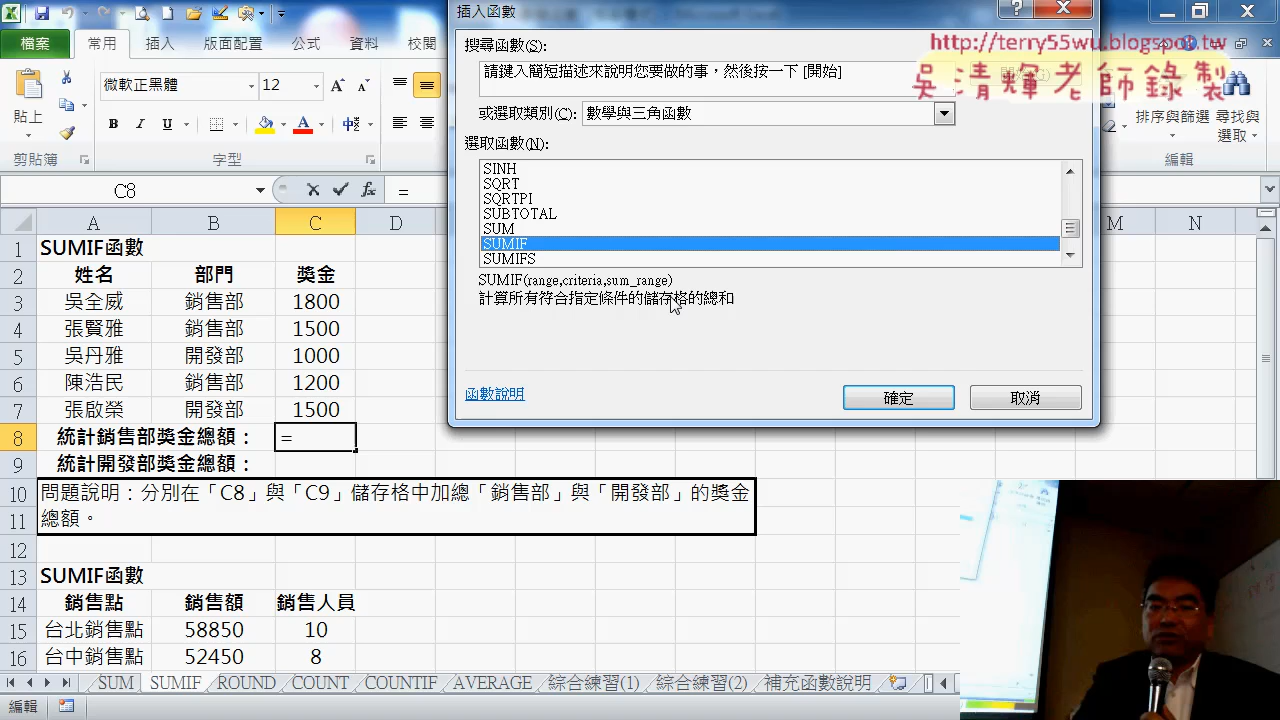 插入函數
搜尋函數(S):
請鍵入簡短描述來說明您要做的事，然後按一下 [開始]
或選取類別(C):
數學與三角函數
選取函數(N):
SINH
SQRT
SQRTPI
SUBTOTAL
SUM
SUMIF
SUMIFS
SUMIF(range,criteria,sum_range)
計算所有符合指定條件的儲存格的總和
函數說明
確定
取消
http://terry55wu.blogspot.tw
吳清輝老師錄製
檔案
常用
插入
版面配置
公式
資料
校閱
貼上
剪貼簿
微軟正黑體
12
B I U
A
中
字型
排序與篩選
尋找與
選取
編輯
C8
fx
=
A B C D M N
1 SUMIF函數
2 姓名 部門 獎金
3 吳全威 銷售部 1800
4 張賢雅 銷售部 1500
5 吳丹雅 開發部 1000
6 陳浩民 銷售部 1200
7 張啟榮 開發部 1500
8 統計銷售部獎金總額： =
9 統計開發部獎金總額：
10 問題說明：分別在「C8」與「C9」儲存格中加總「銷售部」與「開發部」的獎金
11 總額。
12
13 SUMIF函數
14 銷售點 銷售額 銷售人員
15 台北銷售點 58850 10
16 台中銷售點 52450 8
SUM SUMIF ROUND COUNT COUNTIF AVERAGE 綜合練習(1) 綜合練習(2) 補充函數說明
編輯